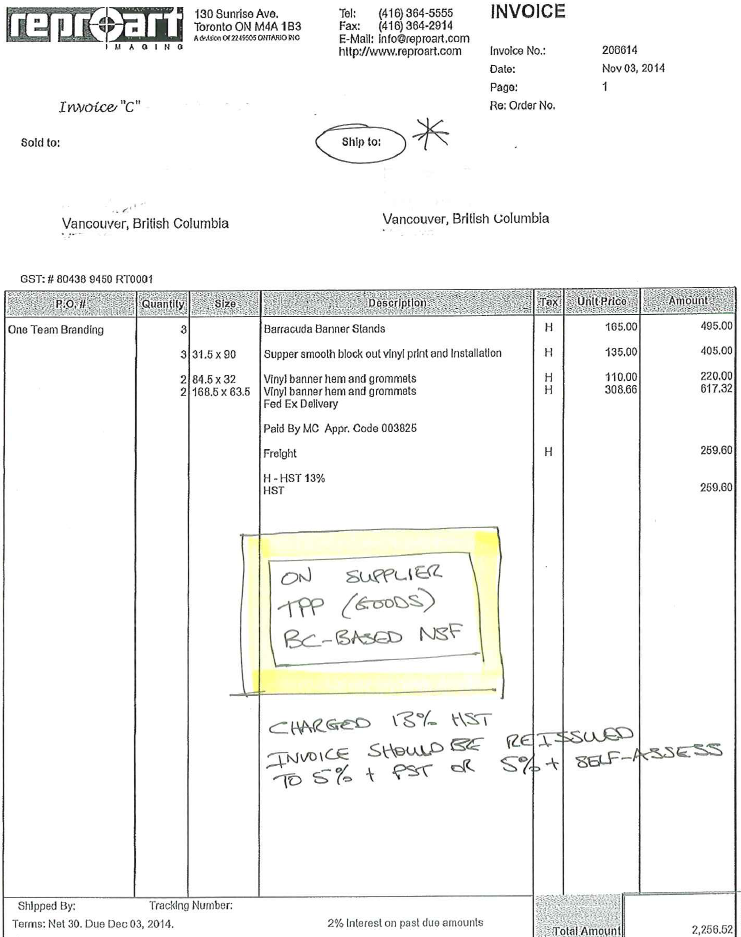 reproart
IMAGING
130 Sunrise Ave.
Toronto ON M4A 1B3
A division Of 2249505 ONTARIO INC
Tel: (416) 364-5555
Fax: (416) 364-2914
E-Mail: info@reproart.com
http://www.reproart.com
INVOICE
Invoice No.: 206614
Date: Nov 03, 2014
Page: 1
Re: Order No.
Invoice "C"
Sold to:
Ship to:
Vancouver, British Columbia
Vancouver, British Columbia
GST: # 80438 9450 RT0001
P.O. # Quantity Size Description Tax Unit Price Amount
One Team Branding 3 Barracuda Banner Stands H 165.00 495.00
3 31.5 x 90 Supper smooth block out vinyl print and installation H 135.00 405.00
2 84.5 x 32 Vinyl banner hem and grommets H 110.00 220.00
2 168.5 x 63.5 Vinyl banner hem and grommets H 308.66 617.32
Fed Ex Delivery
Paid By MC Appr. Code 003825
Freight H 259.60
H - HST 13%
HST 259.60
ON SUPPLIER
TPP (GOODS)
BC-BASED NSF
CHARGED 13% HST
INVOICE SHOULD BE REISSUED
TO 5% + PST OR 5% + SELF-ASSESS
Shipped By: Tracking Number:
Terms: Net 30. Due Dec 03, 2014. 2% Interest on past due amounts
Total Amount 2,256.52